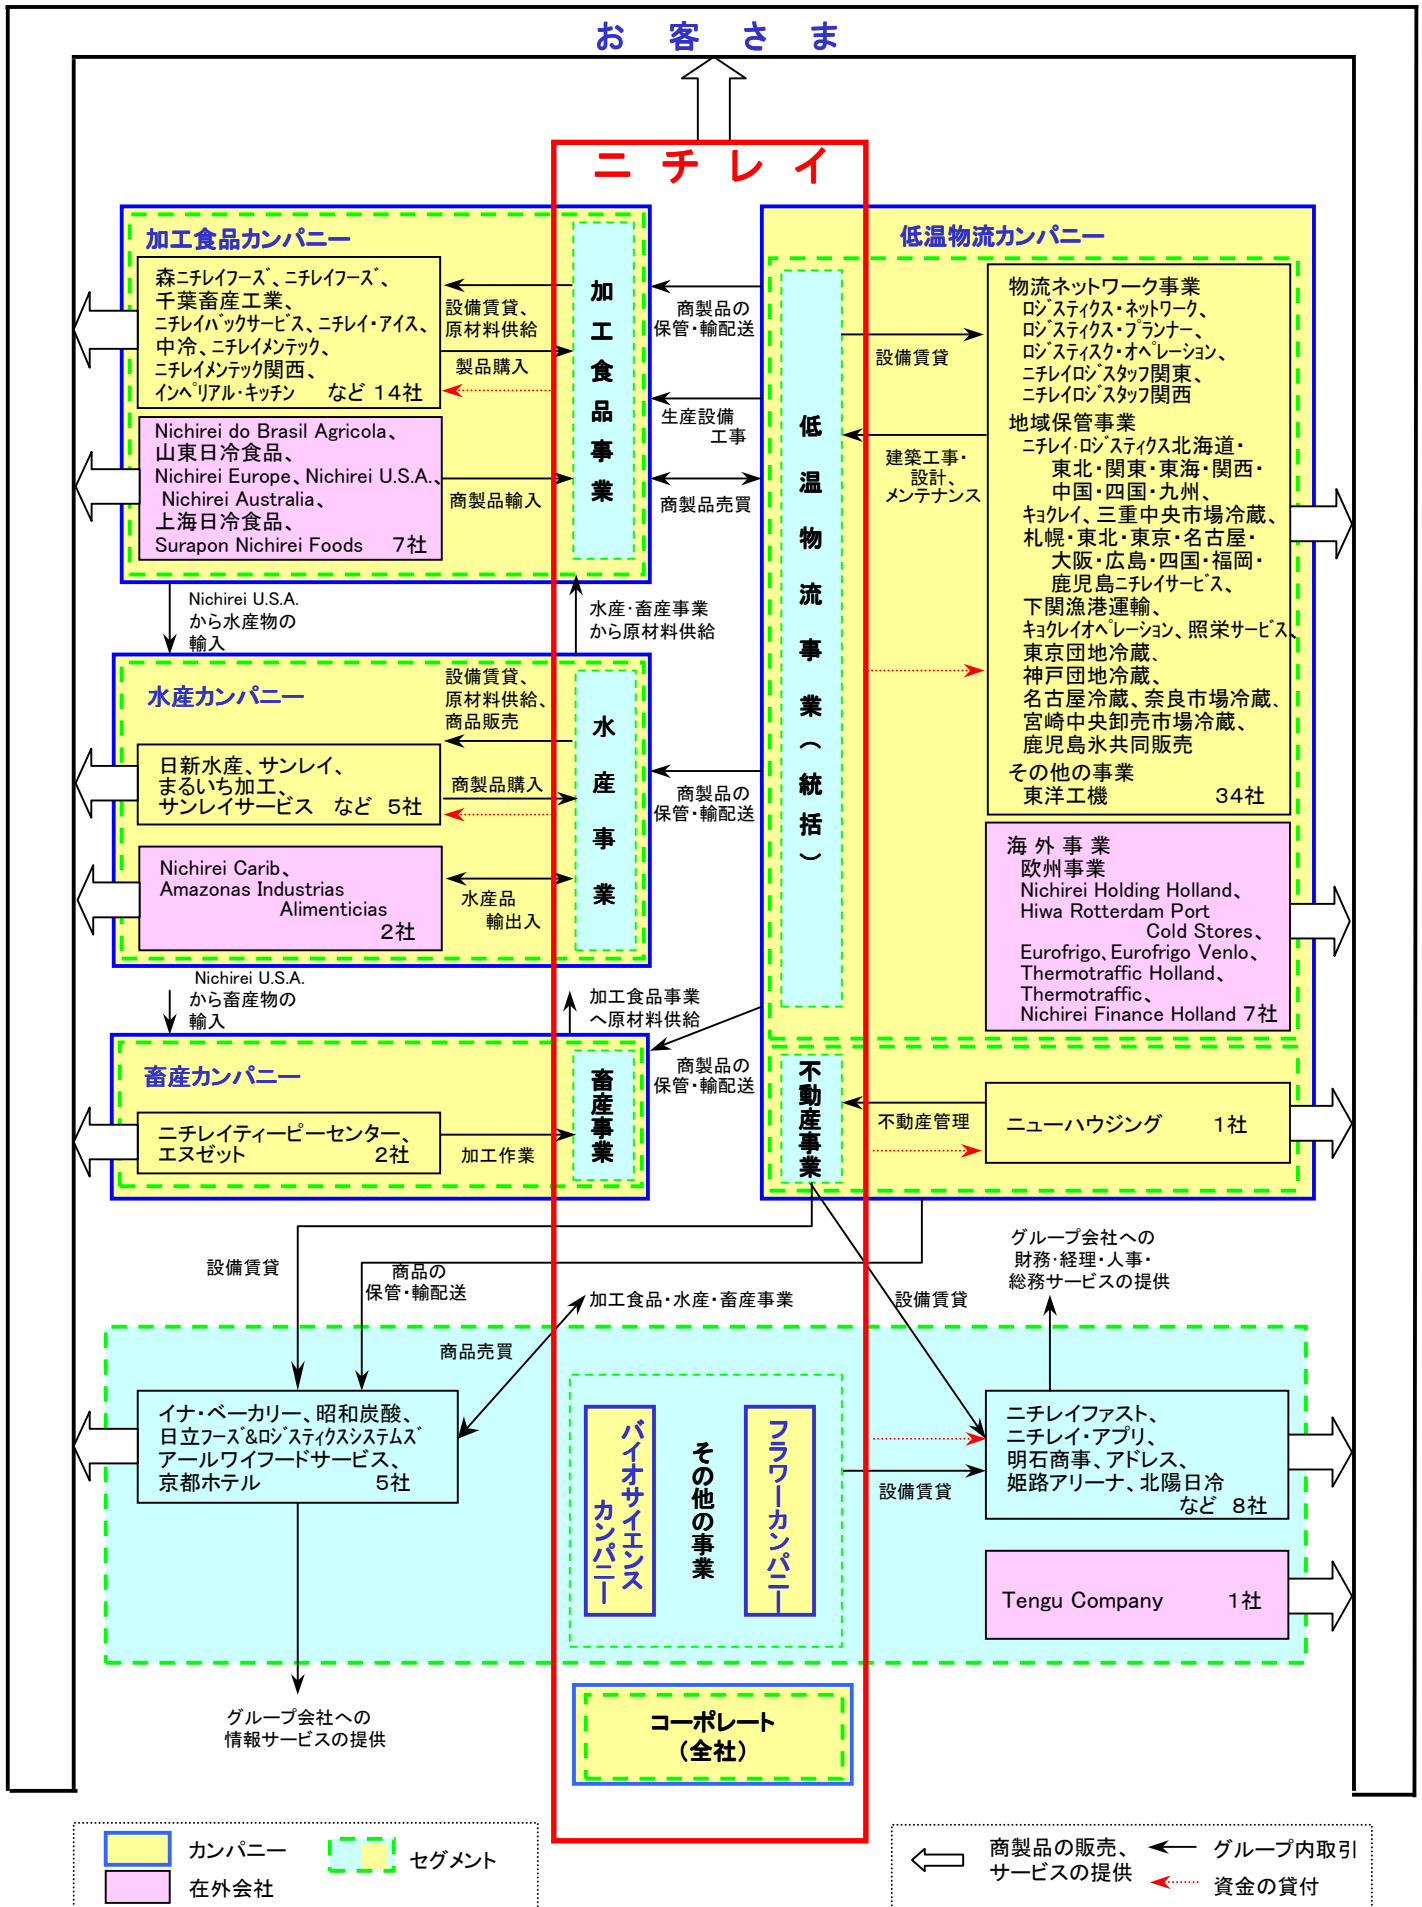 お客さま
ニチレイ
加工食品カンパニー
森ニチレイフーズ、ニチレイフーズ、
千葉畜産工業、
ニチレイパックサービス、ニチレイ・アイス、
中冷、ニチレイメンテック、
ニチレイメンテック関西、
インペリアル・キッチン　など 14社
Nichirei do Brasil Agricola、
山東日冷食品、
Nichirei Europe、Nichirei U.S.A.、
Nichirei Australia、
上海日冷食品、
Surapon Nichirei Foods　7社
設備賃貸、
原材料供給
製品購入
商製品輸入
加工食品事業
商製品の
保管・輸配送
生産設備
工事
商製品売買
低温物流カンパニー
低温物流事業（統括）
設備賃貸
建築工事・
設計、
メンテナンス
物流ネットワーク事業
ロジスティクス・ネットワーク、
ロジスティクス・プランナー、
ロジスティスク・オペレーション、
ニチレイロジスタッフ関東、
ニチレイロジスタッフ関西
地域保管事業
ニチレイ・ロジスティクス北海道・
東北・関東・東海・関西・
中国・四国・九州、
キョクレイ、三重中央市場冷蔵、
札幌・東北・東京・名古屋・
大阪・広島・四国・福岡・
鹿児島ニチレイサービス、
下関漁港運輸、
キョクレイオペレーション、照栄サービス、
東京団地冷蔵、
神戸団地冷蔵、
名古屋冷蔵、奈良市場冷蔵、
宮崎中央卸売市場冷蔵、
鹿児島氷共同販売
その他の事業
東洋工機　34社
海外事業
欧州事業
Nichirei Holding Holland、
Hiwa Rotterdam Port
Cold Stores、
Eurofrigo、Eurofrigo Venlo、
Thermotraffic Holland、
Thermotraffic、
Nichirei Finance Holland 7社
Nichirei U.S.A.
から水産物の
輸入
水産・畜産事業
から原材料供給
水産カンパニー
設備賃貸、
原材料供給、
商品販売
日新水産、サンレイ、
まるいち加工、
サンレイサービス　など 5社
商製品購入
Nichirei Carib、
Amazonas Industrias
Alimenticias
2社
水産品
輸出入
水産事業
商製品の
保管・輸配送
Nichirei U.S.A.
から畜産物の
輸入
加工食品事業
へ原材料供給
商製品の
保管・輸配送
畜産カンパニー
ニチレイティーピーセンター、
エヌゼット　2社
加工作業
畜産事業
不動産事業
不動産管理
ニューハウジング　1社
設備賃貸
商品の
保管・輸配送
加工食品・水産・畜産事業
商品売買
設備賃貸
グループ会社への
財務・経理・人事・
総務サービスの提供
イナ・ベーカリー、昭和炭酸、
日立フーズ&ロジスティクスシステムズ
アールワイフードサービス、
京都ホテル　5社
バイオサイエンス
カンパニー
その他の事業
フラワーカンパニー
設備賃貸
ニチレイファスト、
ニチレイ・アプリ、
明石商事、アドレス、
姫路アリーナ、北陽日冷
など 8社
Tengu Company　1社
グループ会社への
情報サービスの提供
コーポレート
（全社）
カンパニー
セグメント
在外会社
商製品の販売、
サービスの提供
グループ内取引
資金の貸付